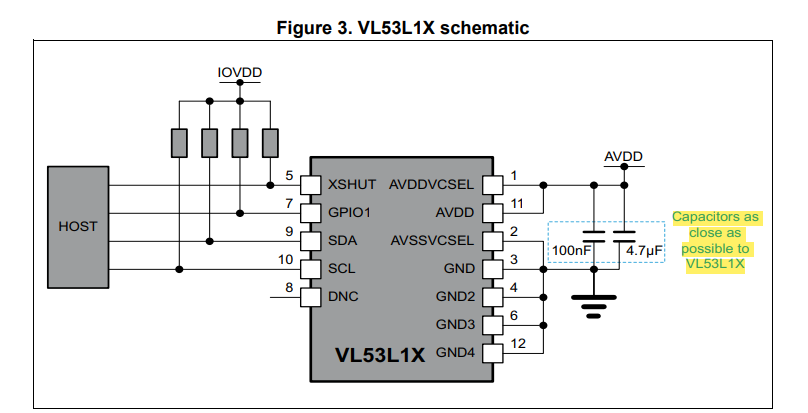 Figure 3. VL53L1X schematic
IOVDD
AVDD
HOST
5 XSHUT AVDDVCSEL 1
7 GPIO1 AVDD 11
9 SDA AVSSVCSEL 2
10 SCL GND 3
8 DNC GND2 4
GND3 6
VL53L1X GND4 12
100nF 4.7µF
Capacitors as
close as
possible to
VL53L1X